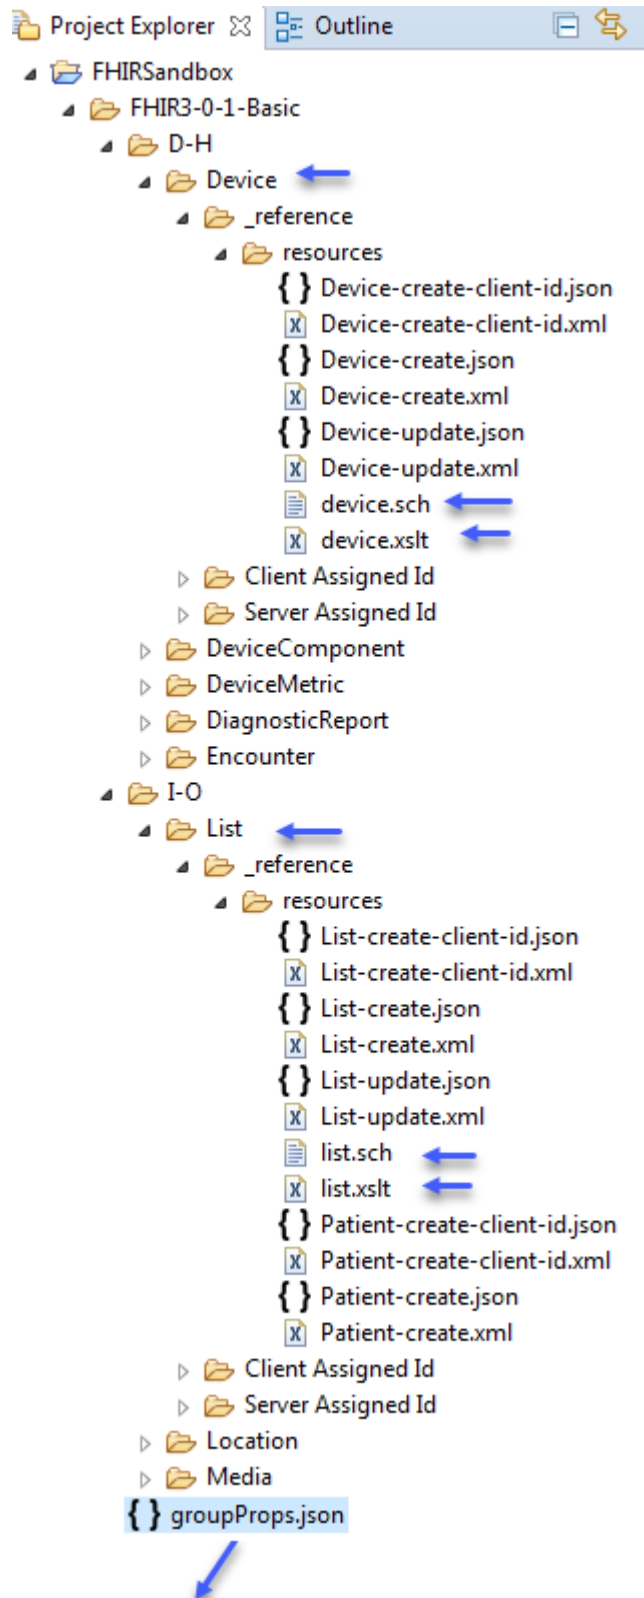 Project Explorer Outline
FHIRSandbox
FHIR3-0-1-Basic
D-H
Device
_reference
resources
{ } Device-create-client-id.json
Device-create-client-id.xml
{ } Device-create.json
Device-create.xml
{ } Device-update.json
Device-update.xml
device.sch
device.xslt
Client Assigned Id
Server Assigned Id
DeviceComponent
DeviceMetric
DiagnosticReport
Encounter
I-O
List
_reference
resources
{ } List-create-client-id.json
List-create-client-id.xml
{ } List-create.json
List-create.xml
{ } List-update.json
List-update.xml
list.sch
list.xslt
{ } Patient-create-client-id.json
Patient-create-client-id.xml
{ } Patient-create.json
Patient-create.xml
Client Assigned Id
Server Assigned Id
Location
Media
{ } groupProps.json